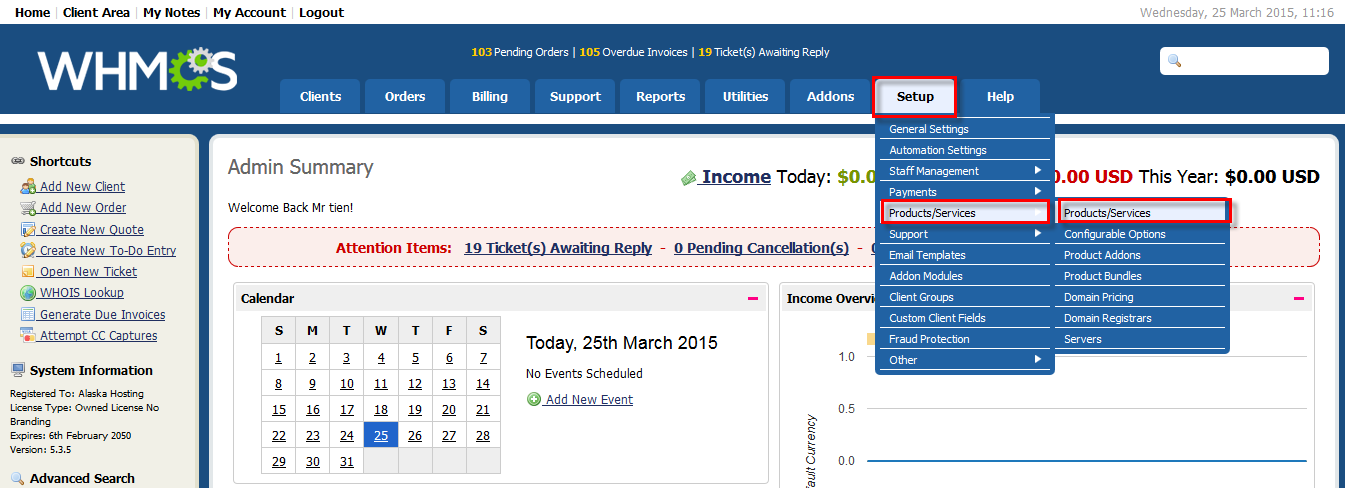 Home | Client Area | My Notes | My Account | Logout
Wednesday, 25 March 2015, 11:16
WHMCS
103 Pending Orders | 105 Overdue Invoices | 19 Ticket(s) Awaiting Reply
Clients Orders Billing Support Reports Utilities Addons Setup Help
General Settings
Automation Settings
Staff Management
Payments
Products/Services
Support
Email Templates
Addon Modules
Client Groups
Custom Client Fields
Fraud Protection
Other
Products/Services
Configurable Options
Product Addons
Product Bundles
Domain Pricing
Domain Registrars
Servers
Shortcuts
Add New Client
Add New Order
Create New Quote
Create New To-Do Entry
Open New Ticket
WHOIS Lookup
Generate Due Invoices
Attempt CC Captures
System Information
Registered To: Alaska Hosting
License Type: Owned License No
Branding
Expires: 6th February 2050
Version: 5.3.5
Advanced Search
Admin Summary
Income Today: $0.0 0.00 USD This Year: $0.00 USD
Welcome Back Mr tien!
Attention Items: 19 Ticket(s) Awaiting Reply - 0 Pending Cancellation(s) -
Calendar
S M T W T F S
1 2 3 4 5 6 7
8 9 10 11 12 13 14
15 16 17 18 19 20 21
22 23 24 25 26 27 28
29 30 31
Today, 25th March 2015
No Events Scheduled
Add New Event
Income Overvi
1.0
0.5
0.0
fault Currency